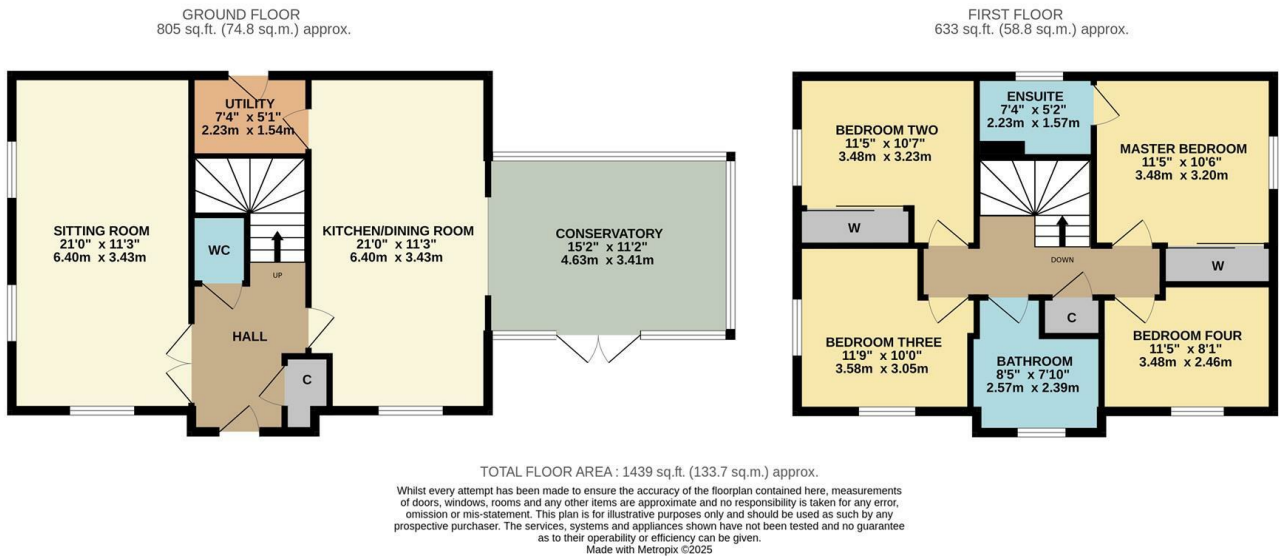 GROUND FLOOR
805 sq.ft. (74.8 sq.m.) approx.
UTILITY
7'4" x 5'1"
2.23m x 1.54m
SITTING ROOM
21'0" x 11'3"
6.40m x 3.43m
WC
UP
HALL
C
KITCHEN/DINING ROOM
21'0" x 11'3"
6.40m x 3.43m
CONSERVATORY
15'2" x 11'2"
4.63m x 3.41m
FIRST FLOOR
633 sq.ft. (58.8 sq.m.) approx.
BEDROOM TWO
11'5" x 10'7"
3.48m x 3.23m
W
ENSUITE
7'4" x 5'2"
2.23m x 1.57m
MASTER BEDROOM
11'5" x 10'6"
3.48m x 3.20m
W
DOWN
C
BEDROOM THREE
11'9" x 10'0"
3.58m x 3.05m
BATHROOM
8'5" x 7'10"
2.57m x 2.39m
BEDROOM FOUR
11'5" x 8'1"
3.48m x 2.46m
TOTAL FLOOR AREA : 1439 sq.ft. (133.7 sq.m.) approx.
Whilst every attempt has been made to ensure the accuracy of the floorplan contained here, measurements
of doors, windows, rooms and any other items are approximate and no responsibility is taken for any error,
omission or mis-statement. This plan is for illustrative purposes only and should be used as such by any
prospective purchaser. The services, systems and appliances shown have not been tested and no guarantee
as to their operability or efficiency can be given.
Made with Metropix ©2025